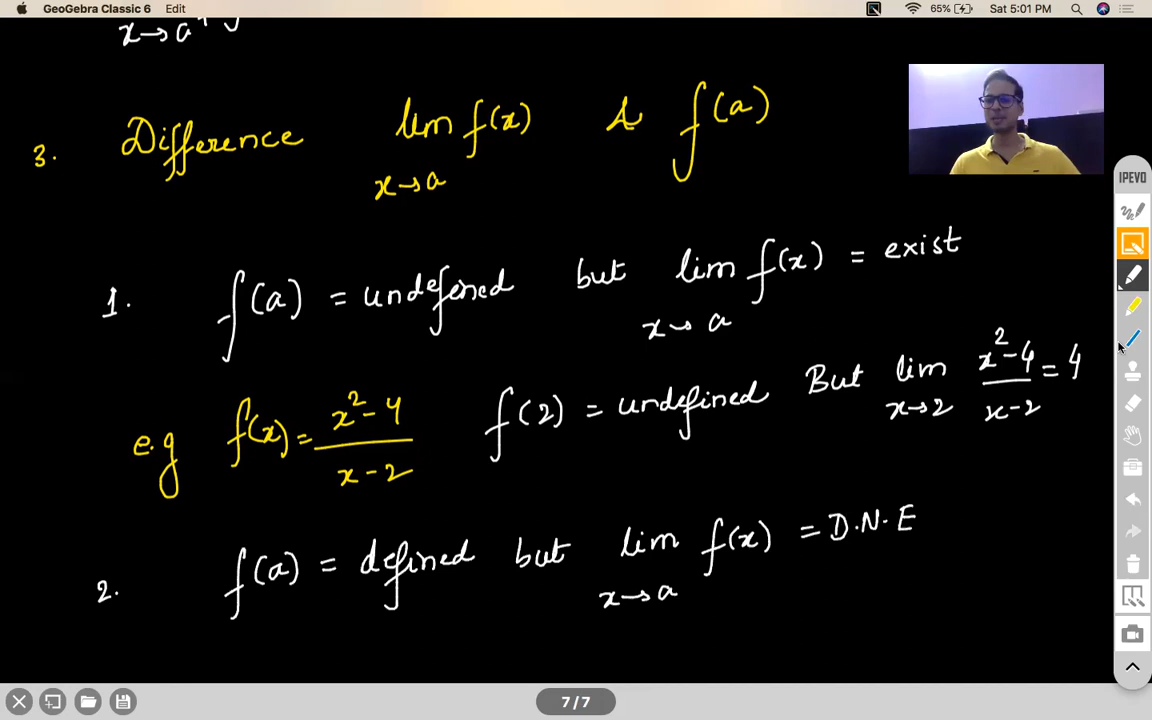 GeoGebra Classic 6 Edit 65% Sat 5:01 PM
x→a⁺
3. Difference lim f(x) & f(a)
x→a
IPEVO
1. f(a) = undefined but lim f(x) = exist
x→a
e.g f(x) = x²-4 / x-2 f(2) = undefined But lim x²-4 / x-2 = 4
x→2
2. f(a) = defined but lim f(x) = D.N.E
x→a
7/7